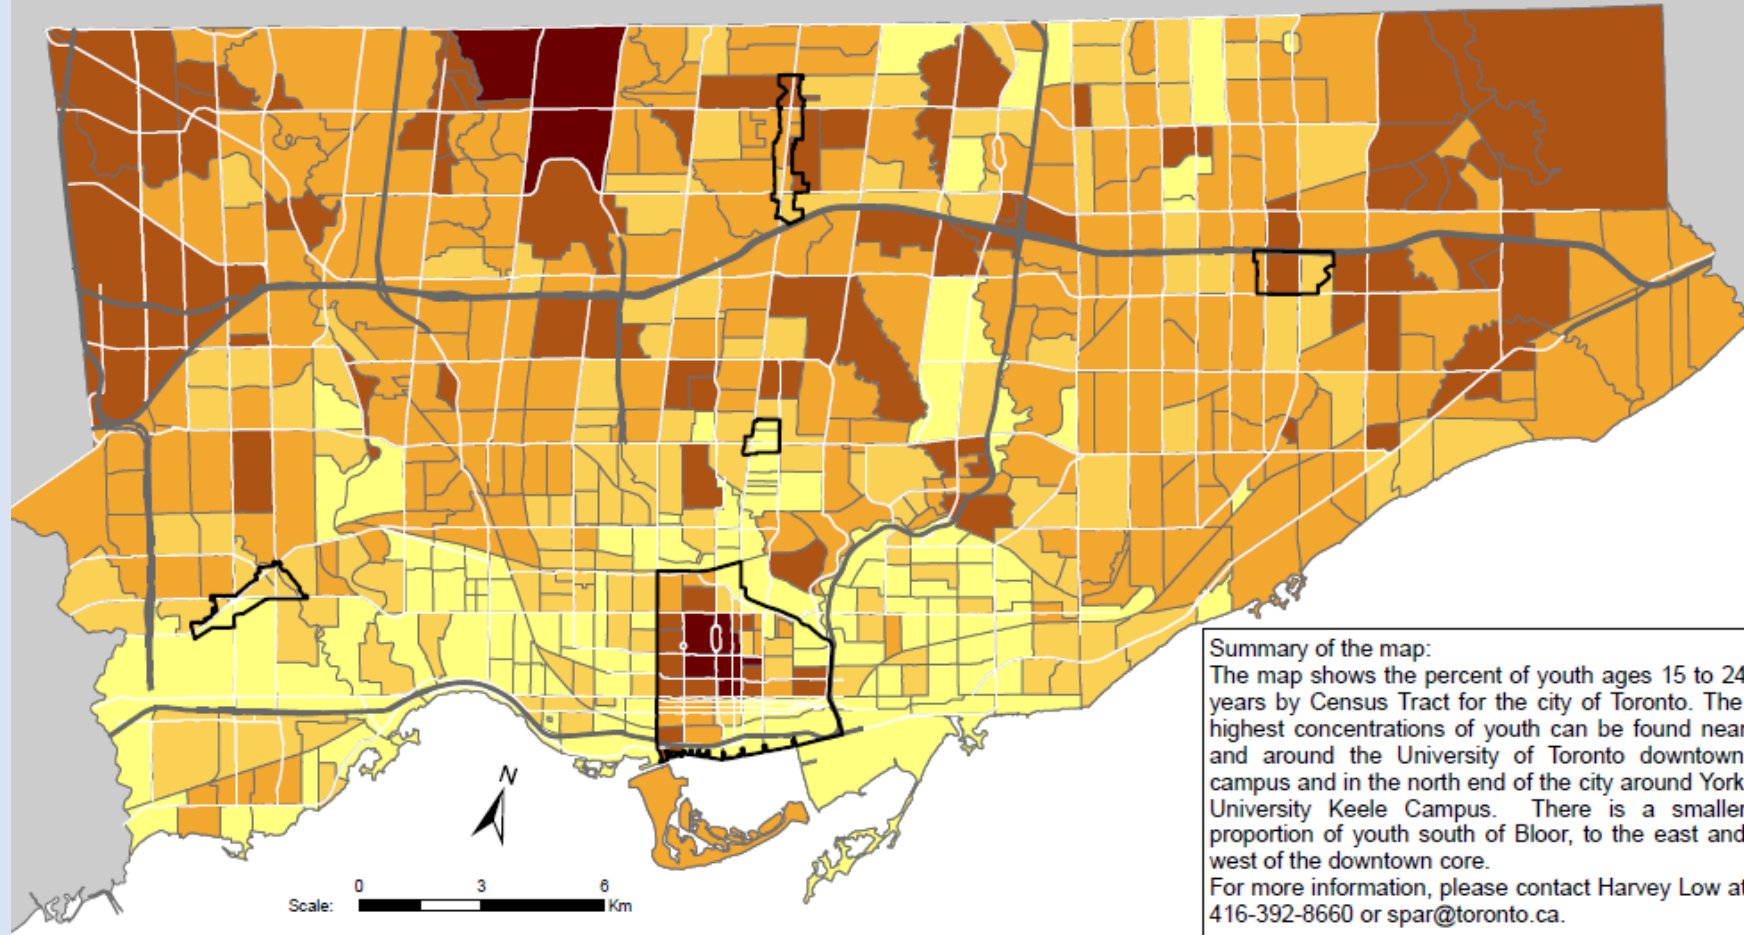 N
0 3 6
Scale: Km
Summary of the map:
The map shows the percent of youth ages 15 to 24
years by Census Tract for the city of Toronto. The
highest concentrations of youth can be found near
and around the University of Toronto downtown
campus and in the north end of the city around York
University Keele Campus. There is a smaller
proportion of youth south of Bloor, to the east and
west of the downtown core.
For more information, please contact Harvey Low at
416-392-8660 or spar@toronto.ca.